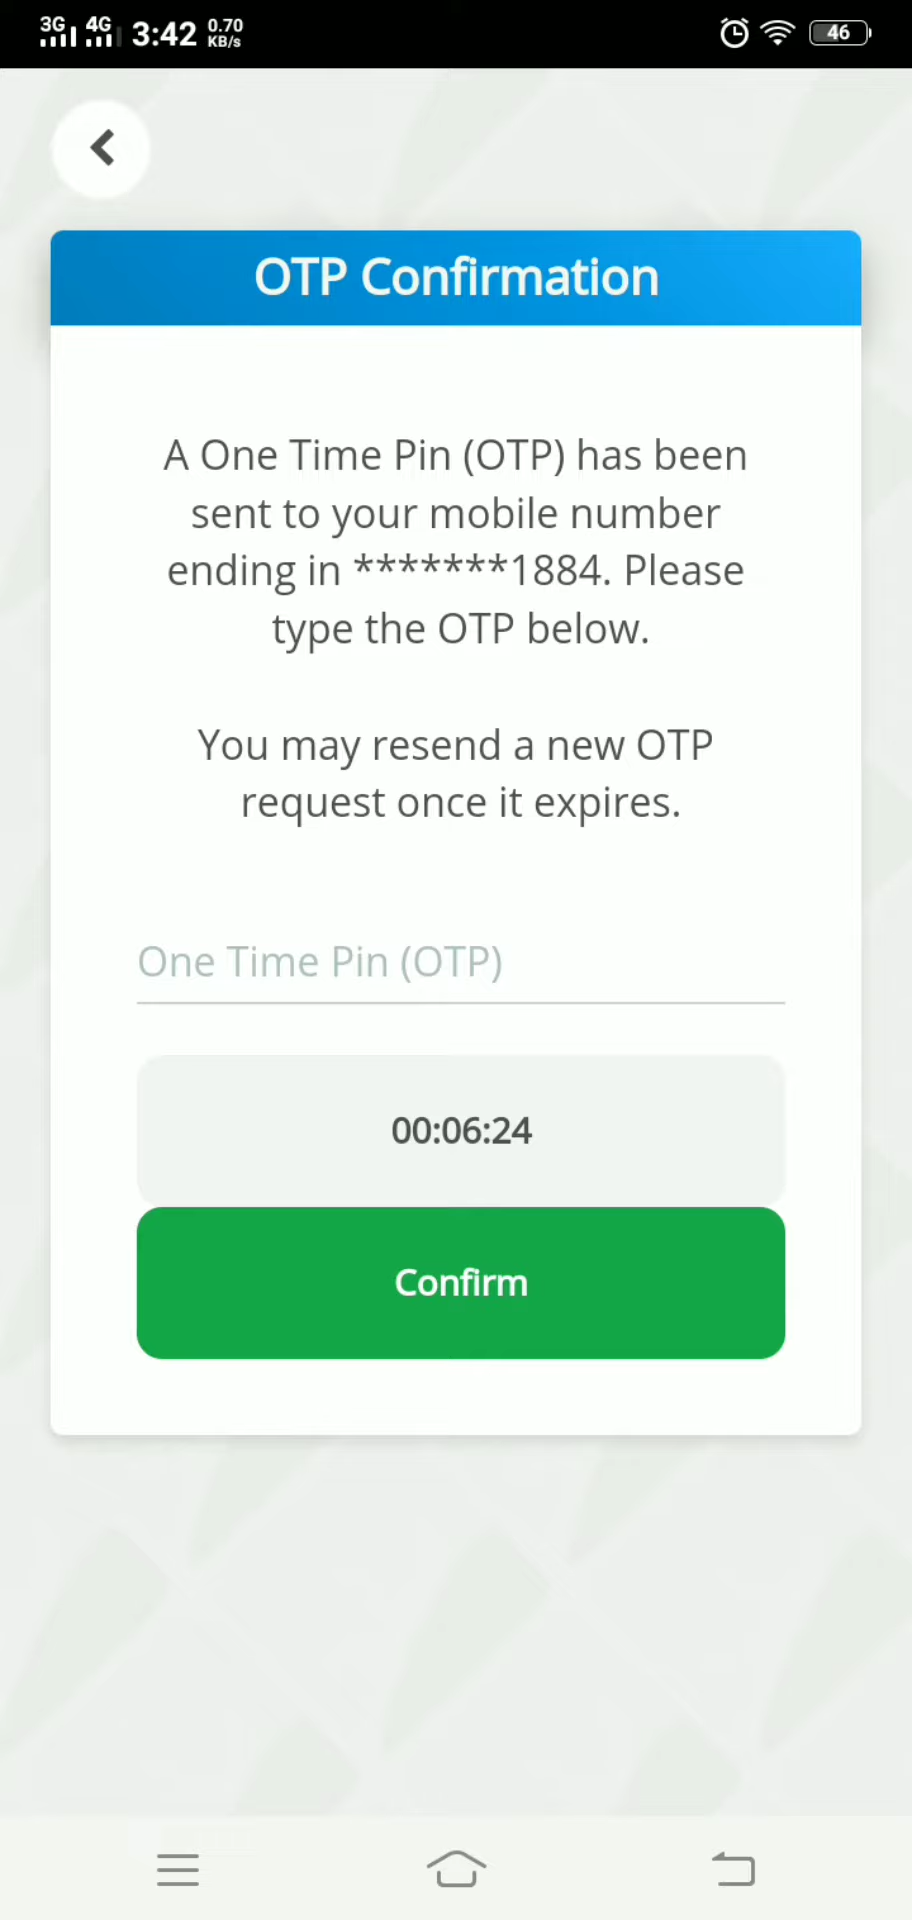 3G 4G 3:42 0.70 KB/s 46
OTP Confirmation
A One Time Pin (OTP) has been
sent to your mobile number
ending in *******1884. Please
type the OTP below.
You may resend a new OTP
request once it expires.
One Time Pin (OTP)
00:06:24
Confirm